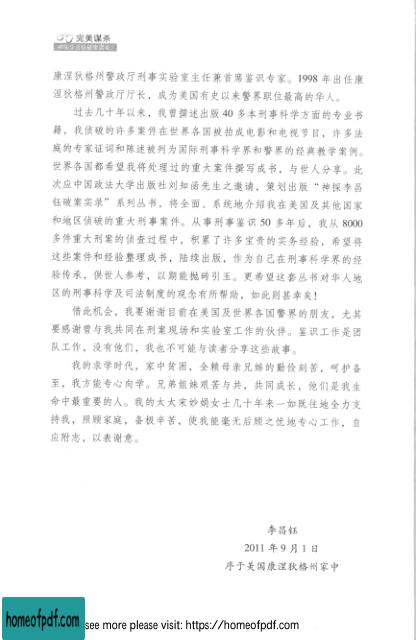 完美谋杀
康涅狄格州警政厅刑事实验室主任兼首席鉴识专家。1998 年出任康
涅狄格州警政厅厅长，成为美国有史以来警界职位最高的华人。
过去几十年以来，我曾撰述出版 40 多本刑事科学方面的专业书
籍，我侦破的许多案件在世界各国被拍成电影和电视节目，许多法
庭的专家证词和陈述被列为国际刑事科学界和警界的经典教学案例。
世界各国都希望我将处理过的重大案件撰写成书，与世人分享。此
次应中国政法大学出版社刘知函先生之邀请，策划出版“神探李昌
钰破案实录”系列丛书，将全面、系统地介绍我在美国及其他国家
和地区侦破的重大刑事案件。从事刑事鉴识 50 多年后，我从 8000
多件重大刑案的侦查过程中，积累了许多宝贵的实务经验，希望将
这些案件和经验整理成书，陆续出版，作为自己在刑事科学界的经
验传承，供世人参考，以期能抛砖引玉。更希望这套丛书对华人地
区的刑事科学及司法制度的观念有所帮助，如此则甚幸矣！
借此机会，我要谢谢目前在美国及世界各国警界的朋友，尤其
要感谢曾与我共同在刑案现场和实验室工作的伙伴。鉴识工作是团
队工作，没有他们，我也不可能与读者分享这些故事。
我的求学时代，家中贫困，全赖母亲兄姊的勤俭刻苦，呵护备
至，我方能专心向学。兄弟姐妹艰苦与共，共同成长，他们是我生
命中最重要的人。我的太太宋妙娟女士几十年来一如既往地全力支
持我，照顾家庭，备极辛苦，使我能毫无后顾之忧地专心工作，自
应附志，以表谢意。
李昌钰
2011 年 9 月 1 日
序于美国康涅狄格州家中
homeofpdf.com
see more please visit: https://homeofpdf.com